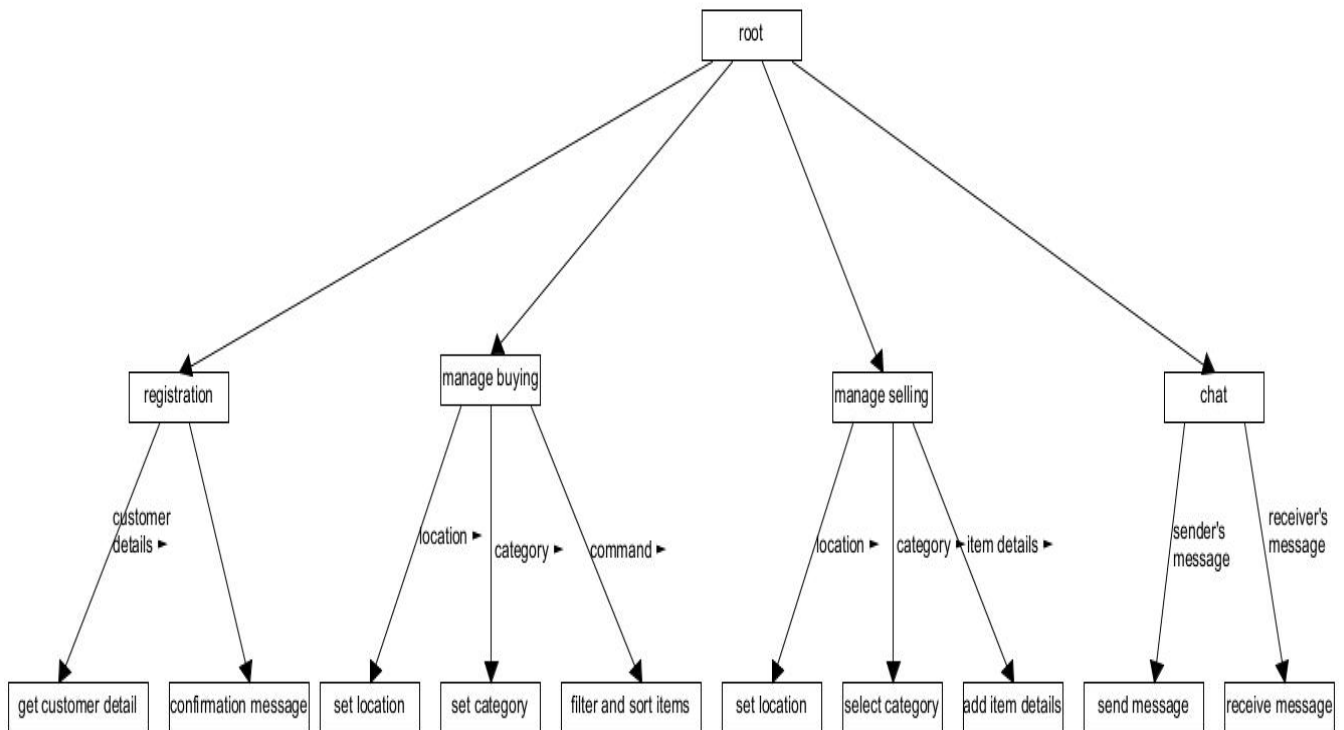 root
registration
manage buying
manage selling
chat
customer
details ►
location ►
category ►
command ►
location ►
category ►
item details ►
sender's
message
receiver's
message
get customer detail
confirmation message
set location
set category
filter and sort items
set location
select category
add item details
send message
receive message